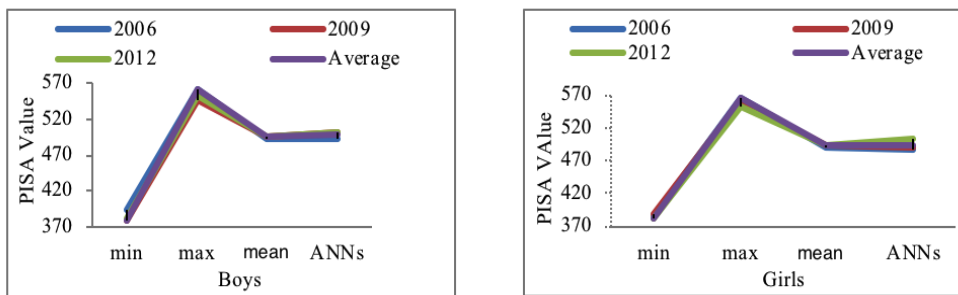 2006 2009
2012 Average
570
520
470
420
370
PISA Value
min max mean ANNs
Boys
2006 2009
2012 Average
570
520
470
420
370
PISA VAlue
min max mean ANNs
Girls